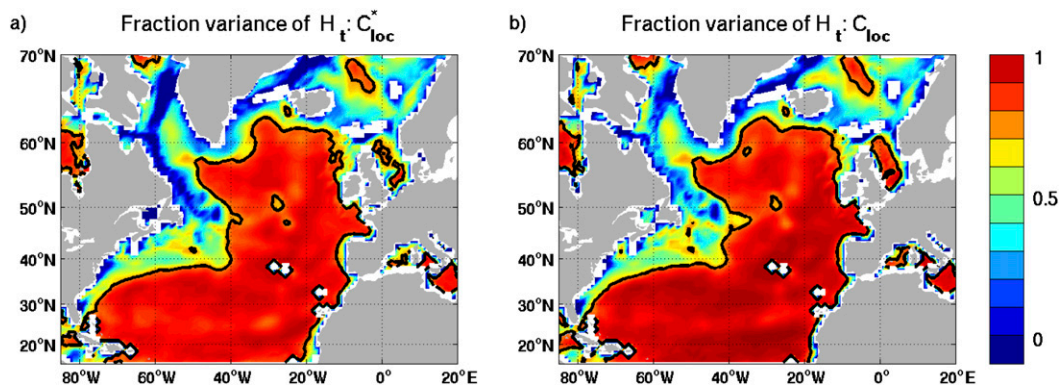 a) Fraction variance of H_t: C*_loc
70°N
60°N
50°N
40°N
30°N
20°N
80°W 60°W 40°W 20°W 0° 20°E
b) Fraction variance of H_t: C_loc
70°N
60°N
50°N
40°N
30°N
20°N
80°W 60°W 40°W 20°W 0° 20°E
1
0.5
0